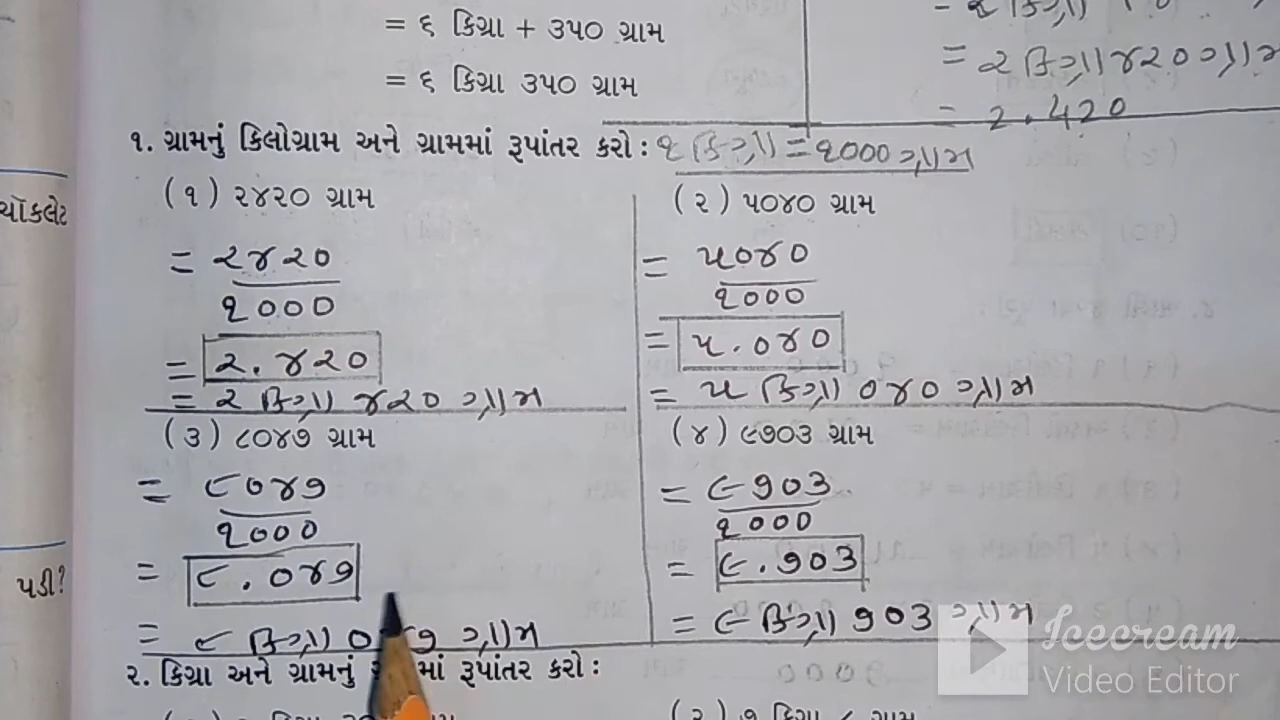 = ૬ કિગ્રા + ૩૫૦ ગ્રામ
= ૬ કિગ્રા ૩૫૦ ગ્રામ
= ૨ કિગ્રા ૪૨૦ ગ્રામ
= ૨.૪૨૦
ચૉકલેટ
પડી?
૧. ગ્રામનું કિલોગ્રામ અને ગ્રામમાં રૂપાંતર કરો : ૧ કિગ્રા = ૧૦૦૦ ગ્રામ
(૧) ૨૪૨૦ ગ્રામ
= ૨૪૨૦
૧૦૦૦
= ૨.૪૨૦
= ૨ કિગ્રા ૪૨૦ ગ્રામ
(૨) ૫૦૪૦ ગ્રામ
= ૫૦૪૦
૧૦૦૦
= ૫.૦૪૦
= ૫ કિગ્રા ૦૪૦ ગ્રામ
(૩) ૮૦૪૭ ગ્રામ
= ૮૦૪૭
૧૦૦૦
= ૮.૦૪૭
= ૮ કિગ્રા ૦૪૭ ગ્રામ
(૪) ૯૭૦૩ ગ્રામ
= ૯૭૦૩
૧૦૦૦
= ૯.૭૦૩
= ૯ કિગ્રા ૭૦૩ ગ્રામ
૨. કિગ્રા અને ગ્રામનું રૂપાંતર કરો :
(૨) ૭ કિગ્રા ૮ ગ્રામ
Icecream
Video Editor